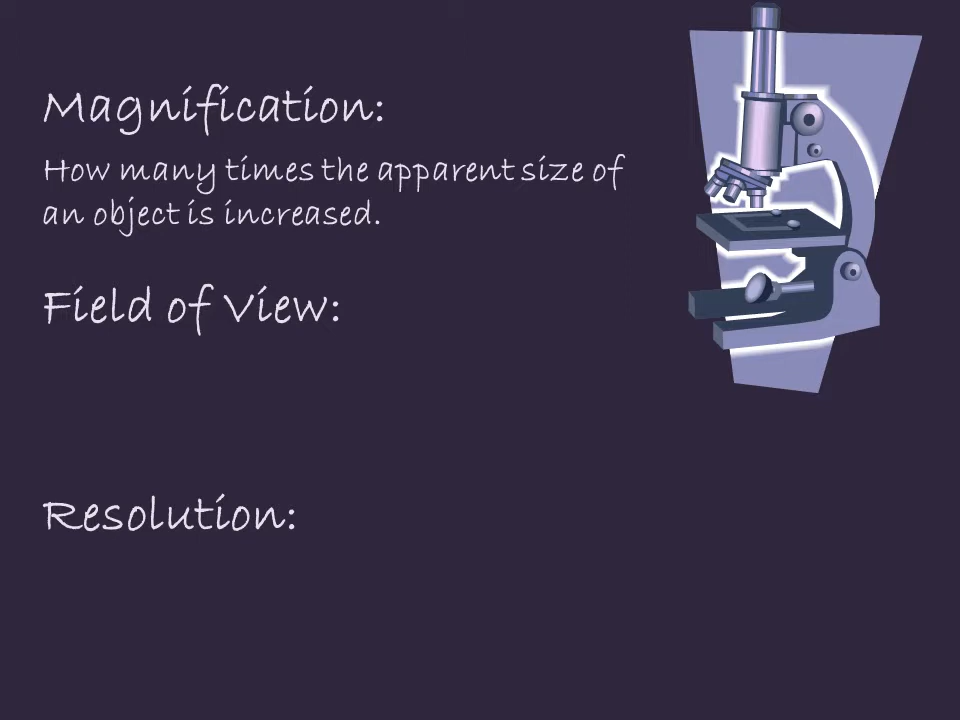 Magnification:
How many times the apparent size of
an object is increased.
Field of View:
Resolution: